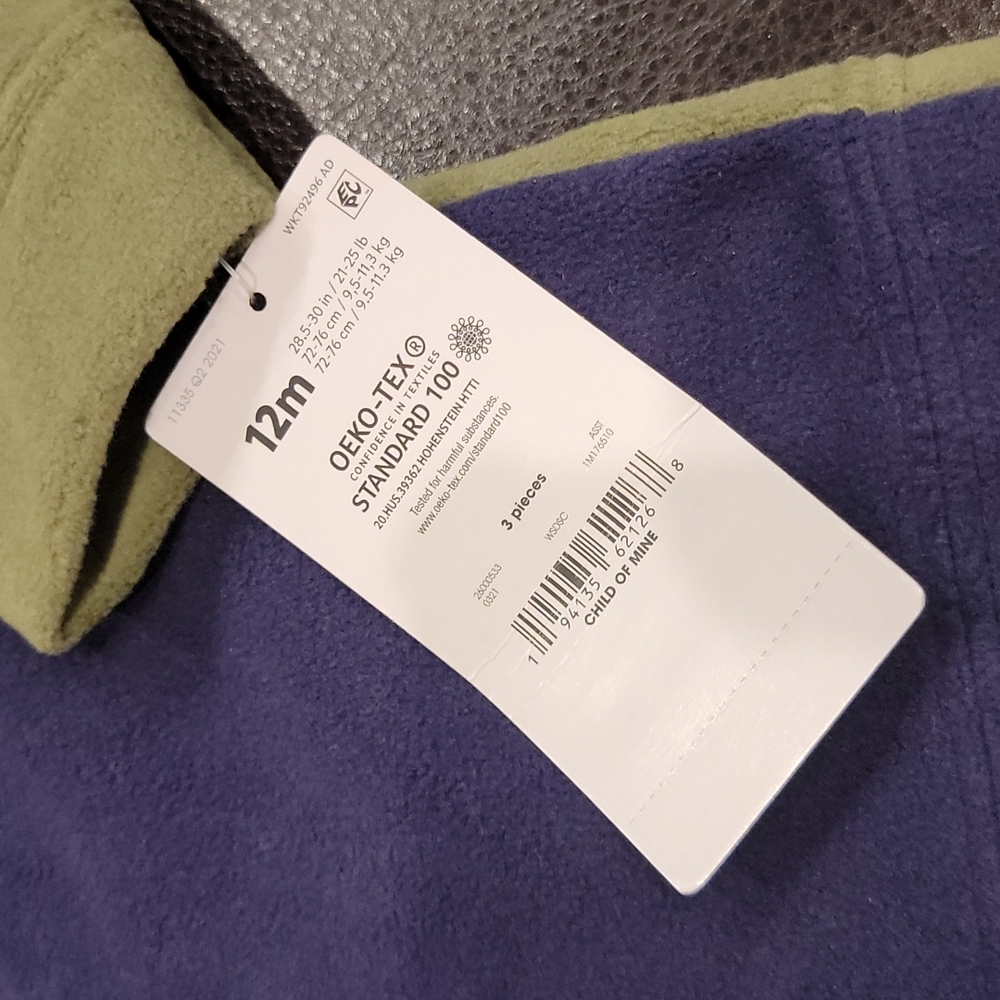 WKT92496 AD
EPC
11335 Q2 2021
12m
28.5-30 in / 21-25 lb
72-76 cm / 9,5-11,3 kg
72-76 cm / 9.5-11.3 kg
OEKO-TEX®
CONFIDENCE IN TEXTILES
STANDARD 100
20.HUS.39362 HOHENSTEIN HTTI
Tested for harmful substances.
www.oeko-tex.com/standard100
3 pieces
26000533
0321
WSDSC
ASST
1M176510
1 94135 62126 8
CHILD OF MINE